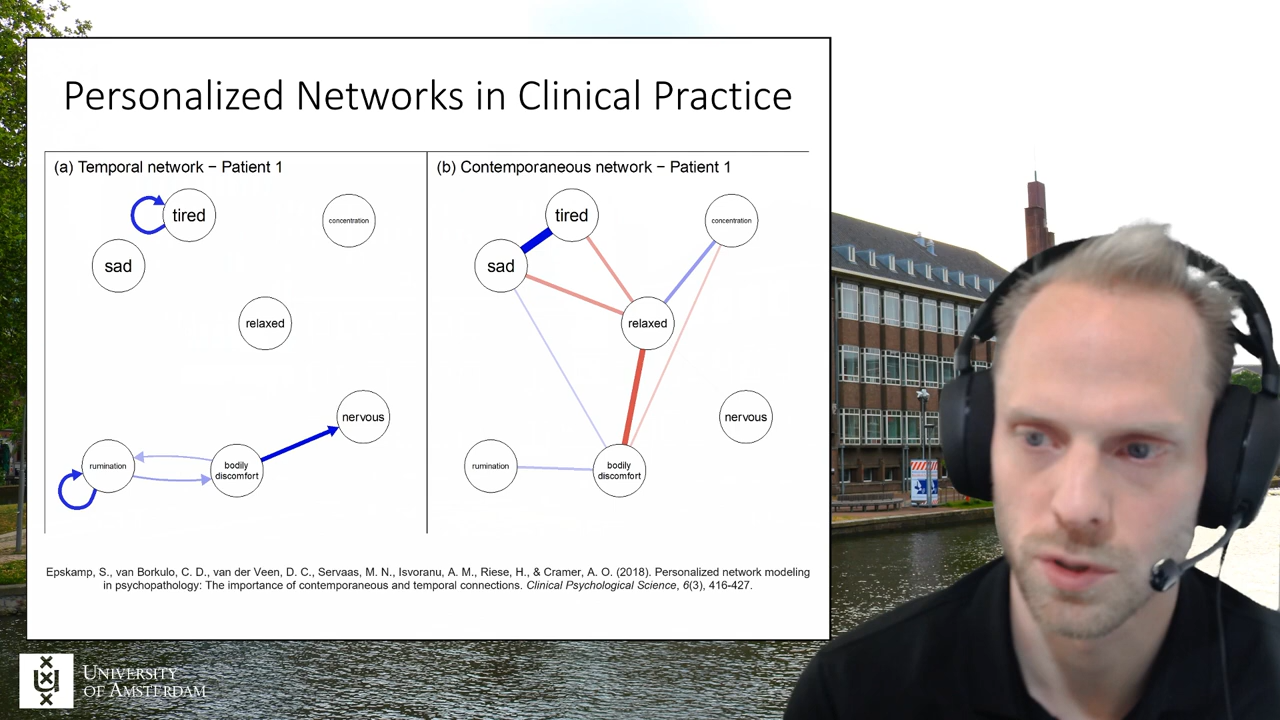 Personalized Networks in Clinical Practice
(a) Temporal network − Patient 1
tired
concentration
sad
relaxed
nervous
rumination
bodily
discomfort
(b) Contemporaneous network − Patient 1
tired
concentration
sad
relaxed
nervous
rumination
bodily
discomfort
Epskamp, S., van Borkulo, C. D., van der Veen, D. C., Servaas, M. N., Isvoranu, A. M., Riese, H., & Cramer, A. O. (2018). Personalized network modeling
in psychopathology: The importance of contemporaneous and temporal connections. Clinical Psychological Science, 6(3), 416-427.
UNIVERSITY
OF AMSTERDAM